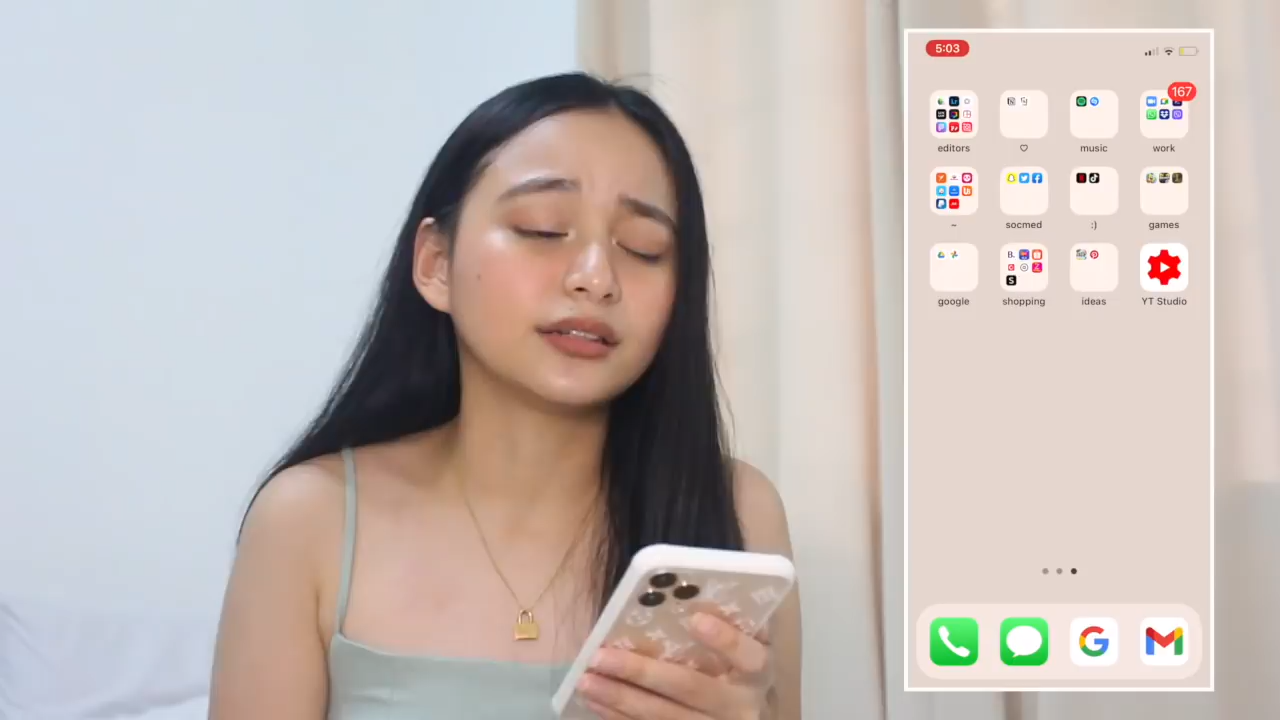 5:03
167
editors
♡
music
work
~
socmed
:)
games
google
shopping
ideas
YT Studio